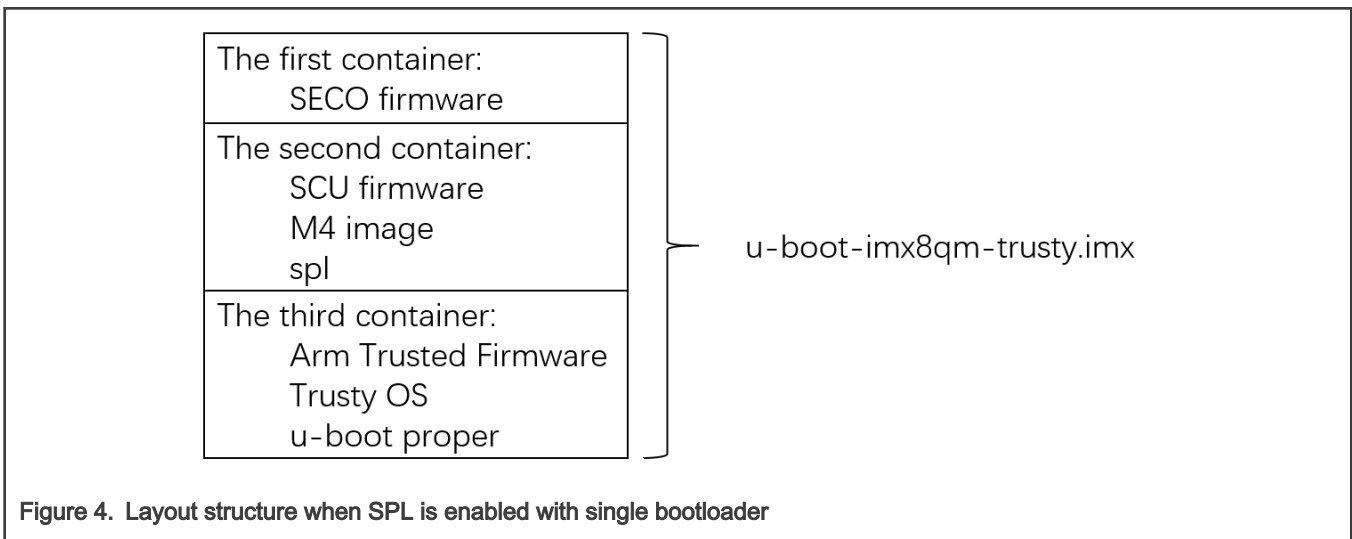 The first container:
SECO firmware
The second container:
SCU firmware
M4 image
spl
The third container:
Arm Trusted Firmware
Trusty OS
u-boot proper
u-boot-imx8qm-trusty.imx
Figure 4. Layout structure when SPL is enabled with single bootloader